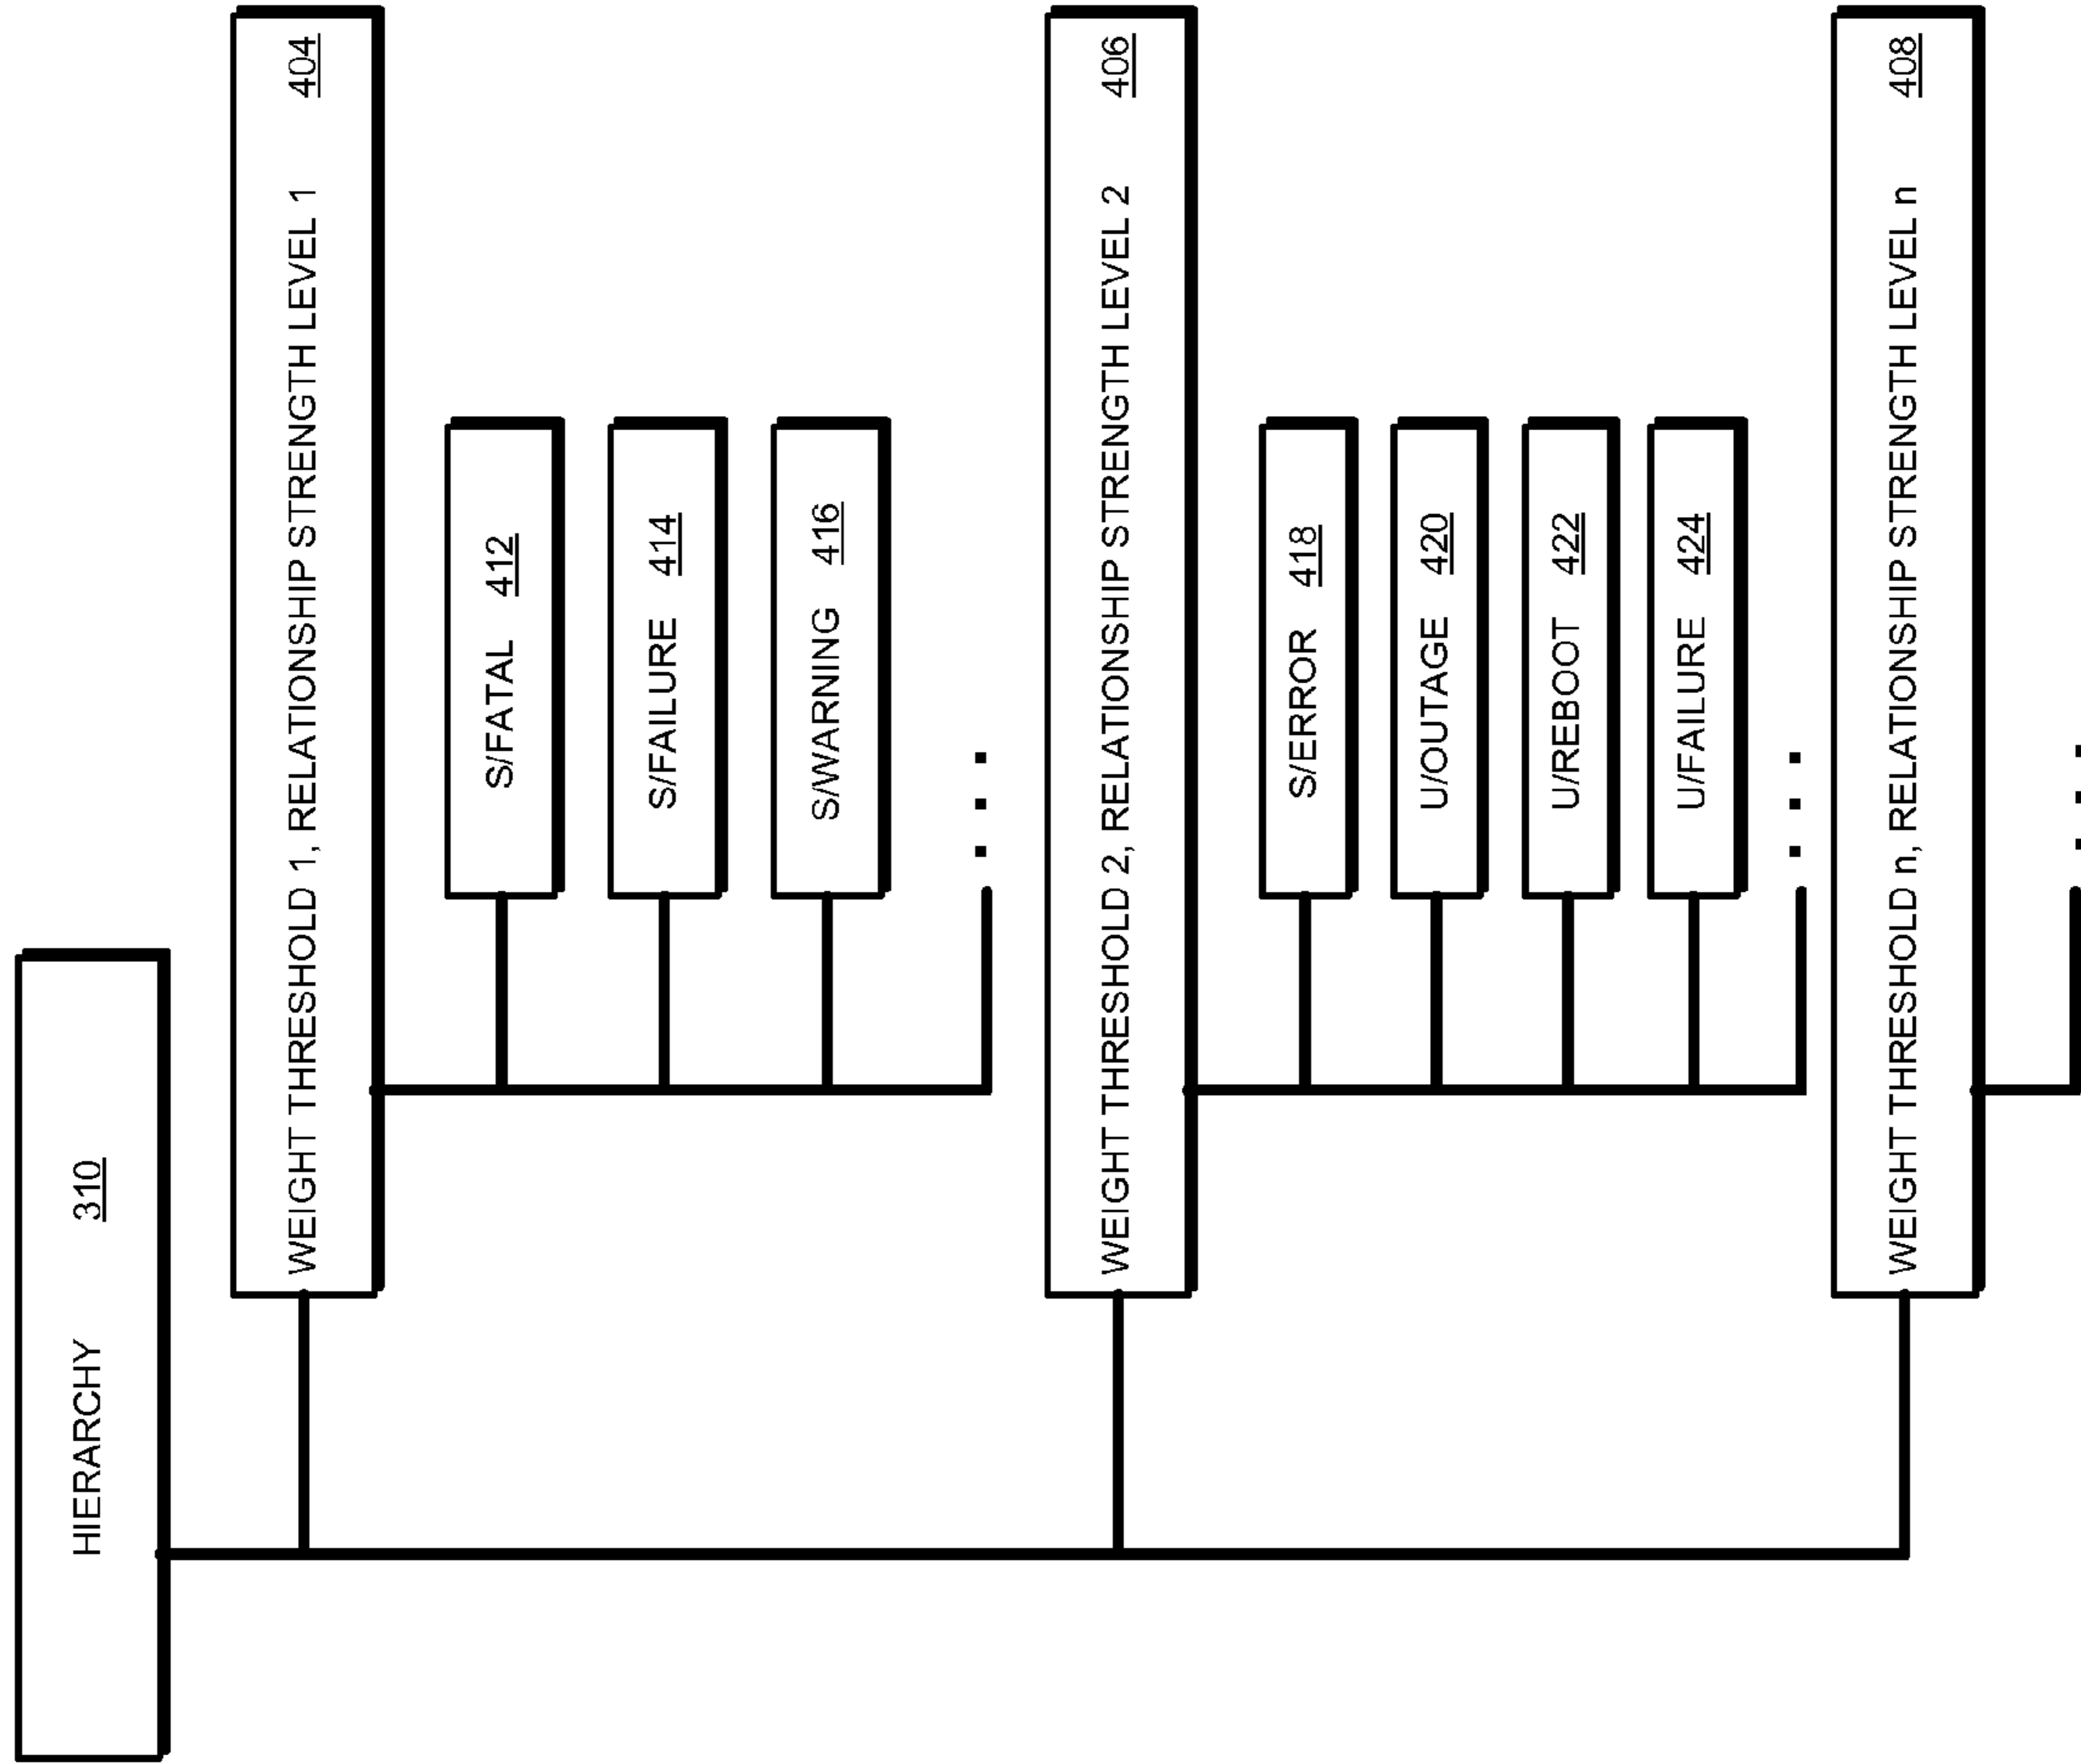 HIERARCHY 310
WEIGHT THRESHOLD 1, RELATIONSHIP STRENGTH LEVEL 1 404
S/FATAL 412
S/FAILURE 414
S/WARNING 416
...
WEIGHT THRESHOLD 2, RELATIONSHIP STRENGTH LEVEL 2 406
S/ERROR 418
U/OUTAGE 420
U/REBOOT 422
U/FAILURE 424
...
WEIGHT THRESHOLD n, RELATIONSHIP STRENGTH LEVEL n 408
...